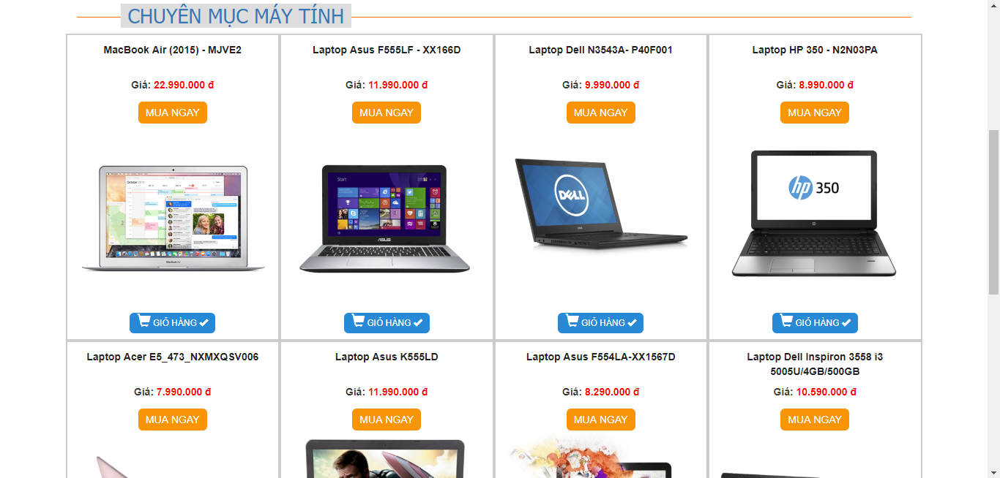 CHUYÊN MỤC MÁY TÍNH
MacBook Air (2015) - MJVE2
Laptop Asus F555LF - XX166D
Laptop Dell N3543A- P40F001
Laptop HP 350 - N2N03PA
Giá: 22.990.000 đ
Giá: 11.990.000 đ
Giá: 9.990.000 đ
Giá: 8.990.000 đ
MUA NGAY
MUA NGAY
MUA NGAY
MUA NGAY
Start
ASUS
DELL
hp 350
MacBook Air
GIỎ HÀNG
GIỎ HÀNG
GIỎ HÀNG
GIỎ HÀNG
Laptop Acer E5_473_NXMXQSV006
Laptop Asus K555LD
Laptop Asus F554LA-XX1567D
Laptop Dell Inspiron 3558 i3
5005U/4GB/500GB
Giá: 7.990.000 đ
Giá: 11.990.000 đ
Giá: 8.290.000 đ
Giá: 10.590.000 đ
MUA NGAY
MUA NGAY
MUA NGAY
MUA NGAY